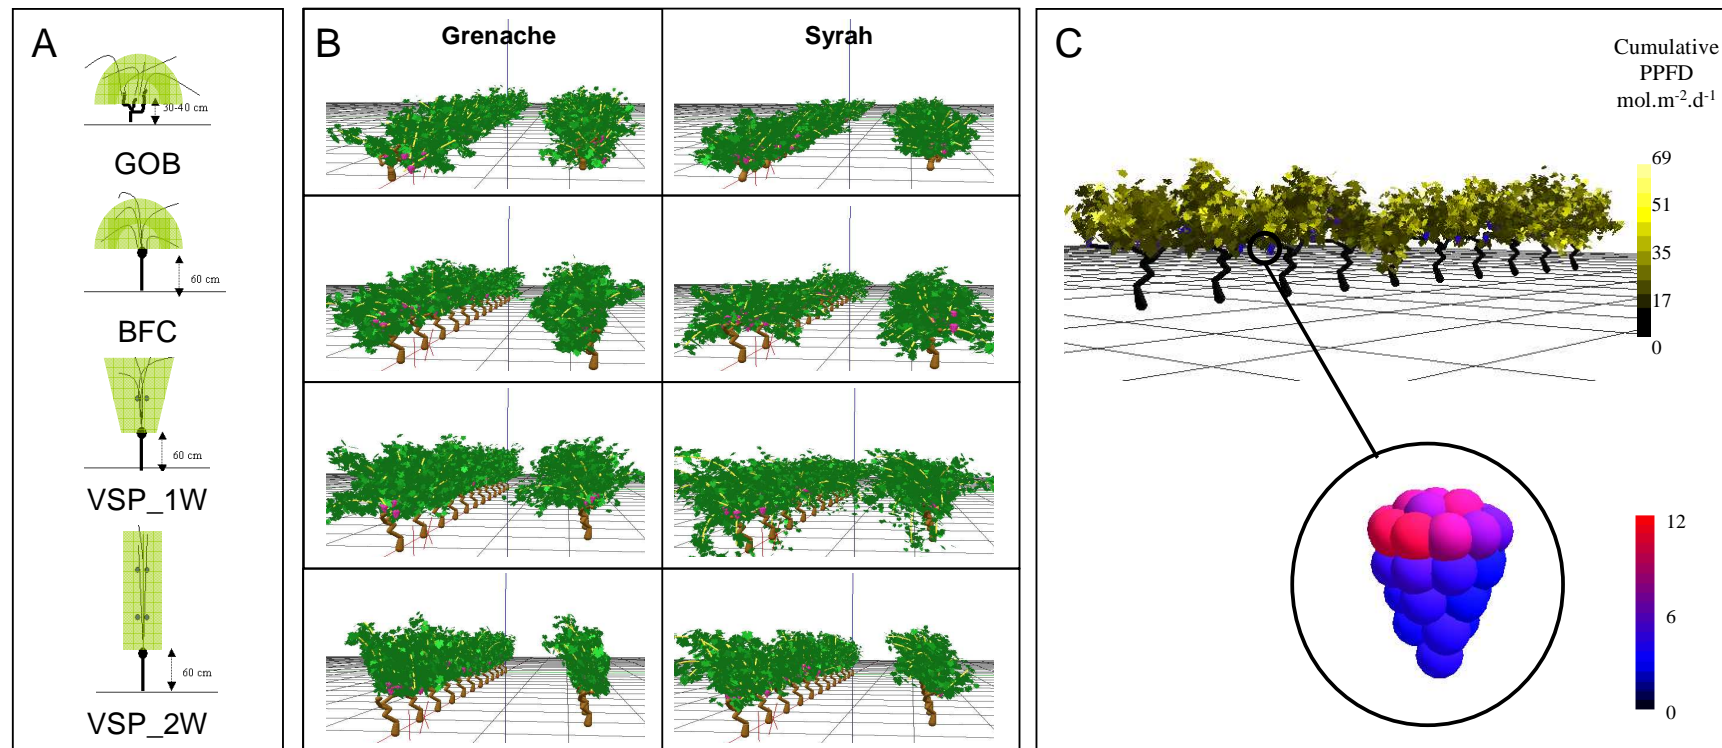 A
30-40 cm
GOB
60 cm
BFC
60 cm
VSP_1W
60 cm
VSP_2W
B
Grenache
Syrah
C
Cumulative
PPFD
mol.m⁻².d⁻¹
69
51
35
17
0
12
6
0